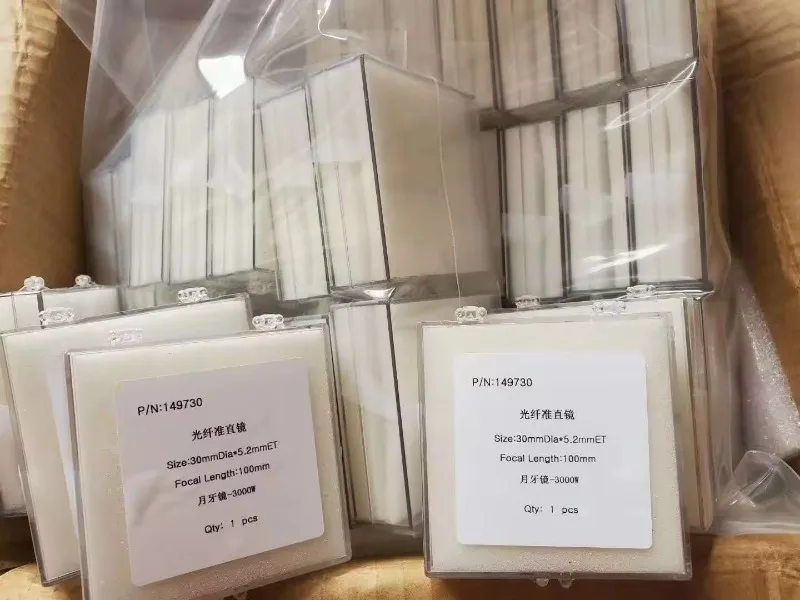 P/N:149730
光纤准直镜
Size:30mmDia*5.2mmET
Focal Length:100mm
月牙镜-3000W
Qty: 1 pcs
P/N:149730
光纤准直镜
Size:30mmDia*5.2mmET
Focal Length:100mm
月牙镜-3000W
Qty: 1 pcs